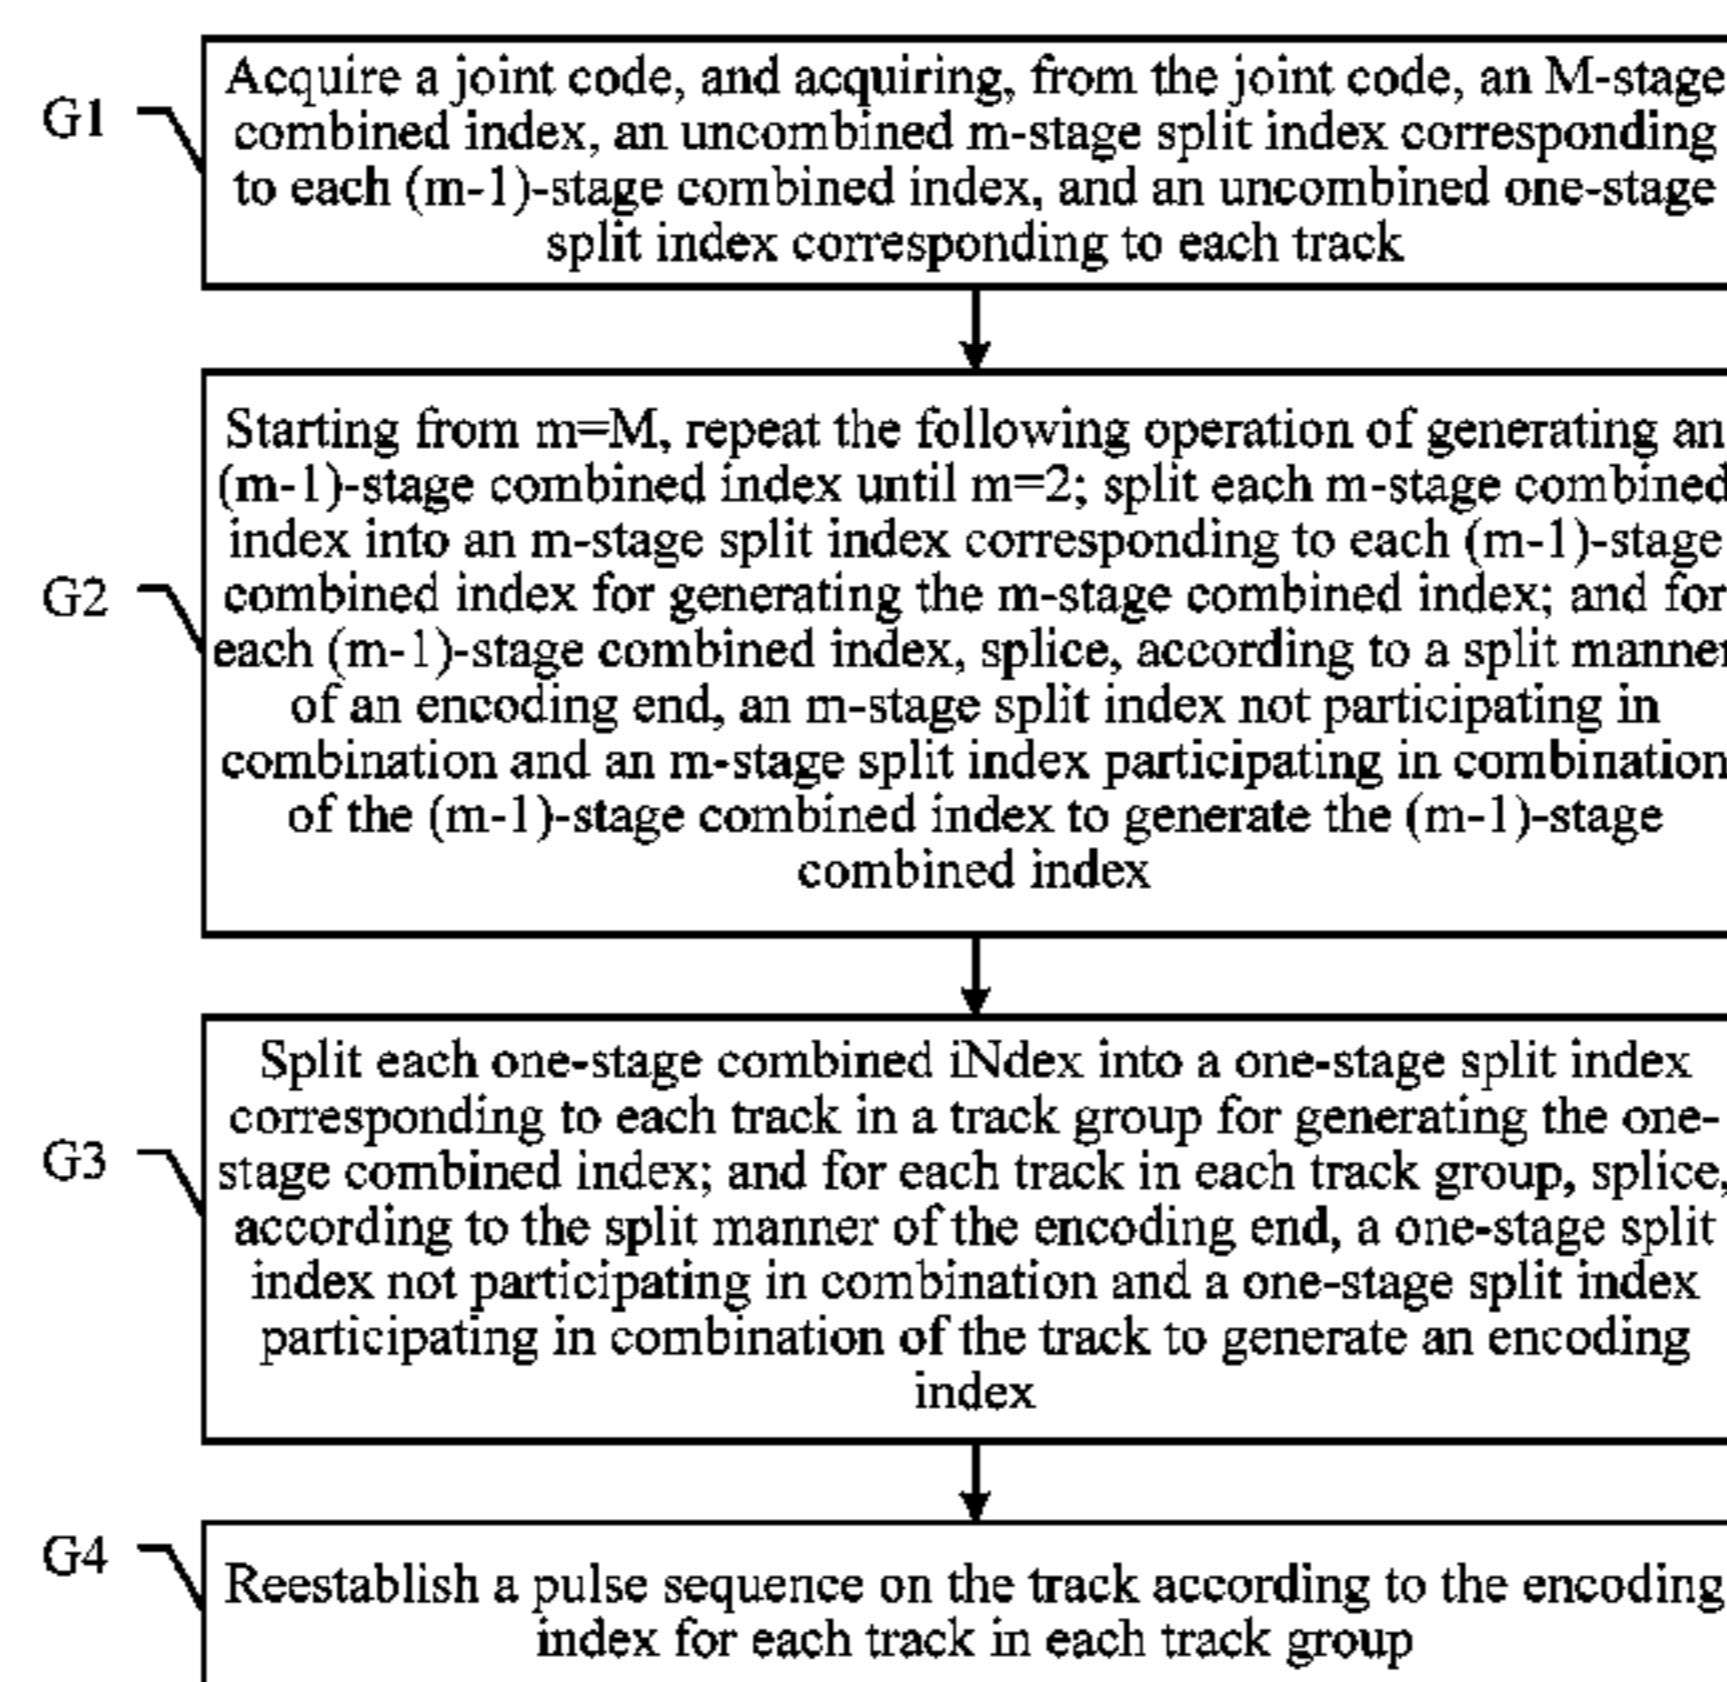 G1
Acquire a joint code, and acquiring, from the joint code, an M-stage
combined index, an uncombined m-stage split index corresponding
to each (m-1)-stage combined index, and an uncombined one-stage
split index corresponding to each track
G2
Starting from m=M, repeat the following operation of generating an
(m-1)-stage combined index until m=2; split each m-stage combined
index into an m-stage split index corresponding to each (m-1)-stage
combined index for generating the m-stage combined index; and for
each (m-1)-stage combined index, splice, according to a split manner
of an encoding end, an m-stage split index not participating in
combination and an m-stage split index participating in combination
of the (m-1)-stage combined index to generate the (m-1)-stage
combined index
G3
Split each one-stage combined iNdex into a one-stage split index
corresponding to each track in a track group for generating the one-
stage combined index; and for each track in each track group, splice,
according to the split manner of the encoding end, a one-stage split
index not participating in combination and a one-stage split index
participating in combination of the track to generate an encoding
index
G4
Reestablish a pulse sequence on the track according to the encoding
index for each track in each track group